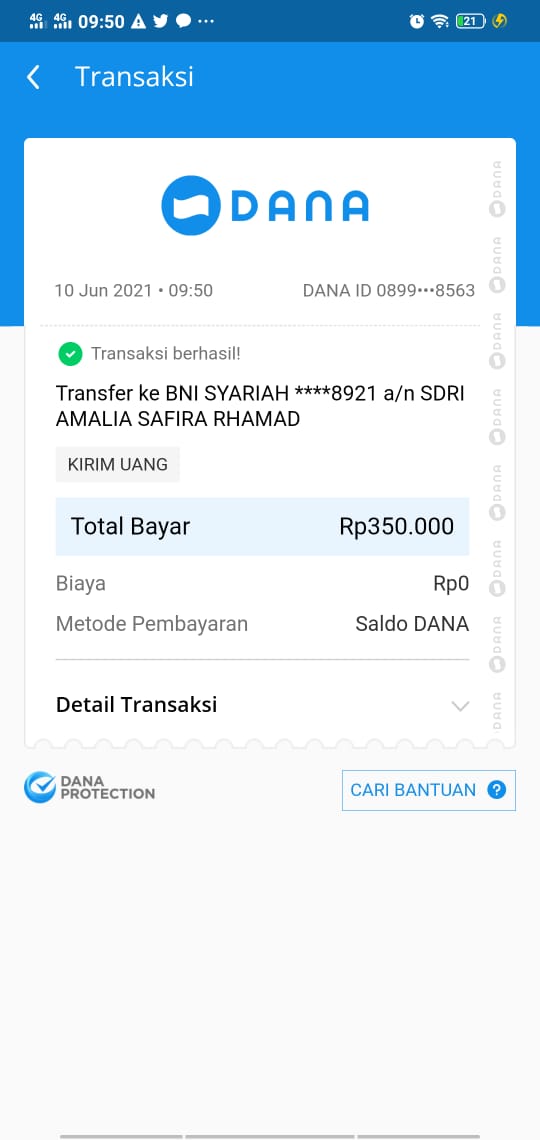 4G 4G 09:50 21
Transaksi
DANA
10 Jun 2021 • 09:50 DANA ID 0899•••8563
Transaksi berhasil!
Transfer ke BNI SYARIAH ****8921 a/n SDRI
AMALIA SAFIRA RHAMAD
KIRIM UANG
Total Bayar Rp350.000
Biaya Rp0
Metode Pembayaran Saldo DANA
Detail Transaksi
DANA
DANA
DANA
DANA
DANA
DANA
DANA
DANA
DANA
PROTECTION
CARI BANTUAN ?